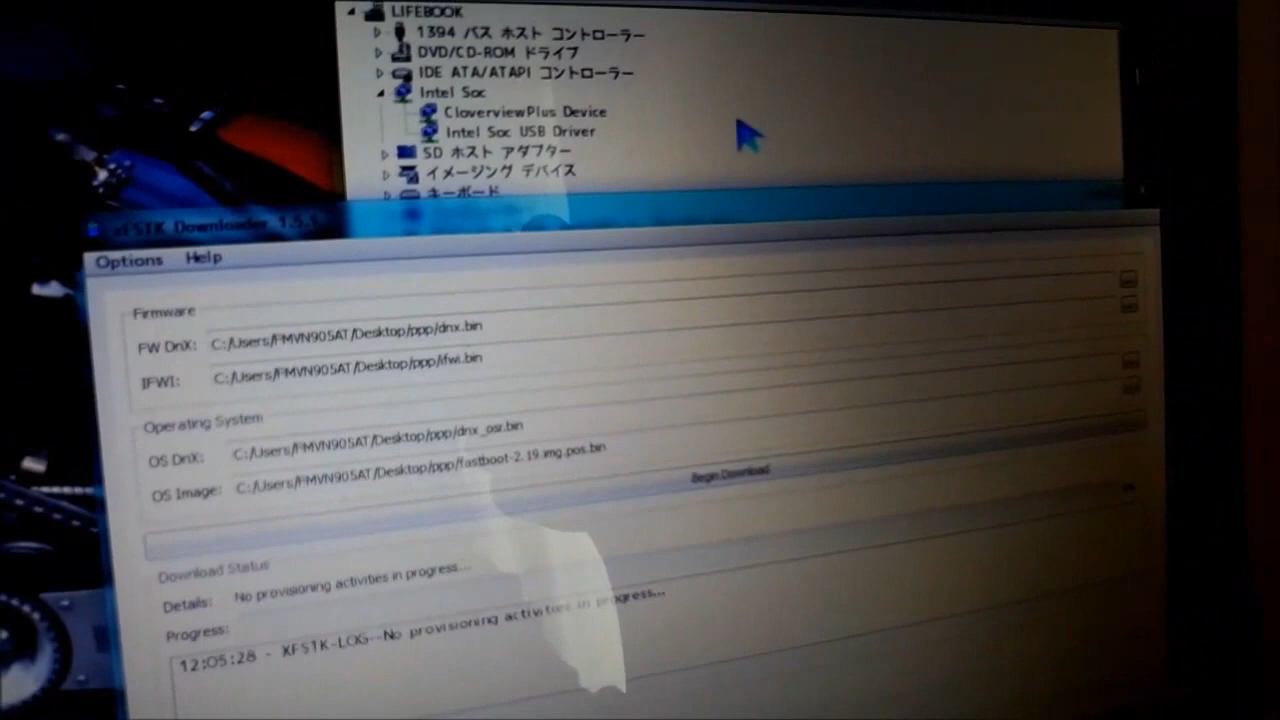 LIFEBOOK
1394 バス ホスト コントローラー
DVD/CD-ROM ドライブ
IDE ATA/ATAPI コントローラー
Intel Soc
CloverviewPlus Device
Intel Soc USB Driver
SD ホスト アダプター
イメージング デバイス
キーボード
xFSTK Downloader 1.5.1
Options Help
Firmware
FW DnX: C:/Users/FMVN905AT/Desktop/ppp/dnx.bin
IFWI: C:/Users/FMVN905AT/Desktop/ppp/ifwi.bin
Operating System
OS DnX: C:/Users/FMVN905AT/Desktop/ppp/dnx_osr.bin
OS Image: C:/Users/FMVN905AT/Desktop/ppp/fastboot-2.19.img.pos.bin
Begin Download
Download Status
Details: No provisioning activities in progress...
Progress:
12:05:28 - XFSTK-LOG--No provisioning activities in progress...